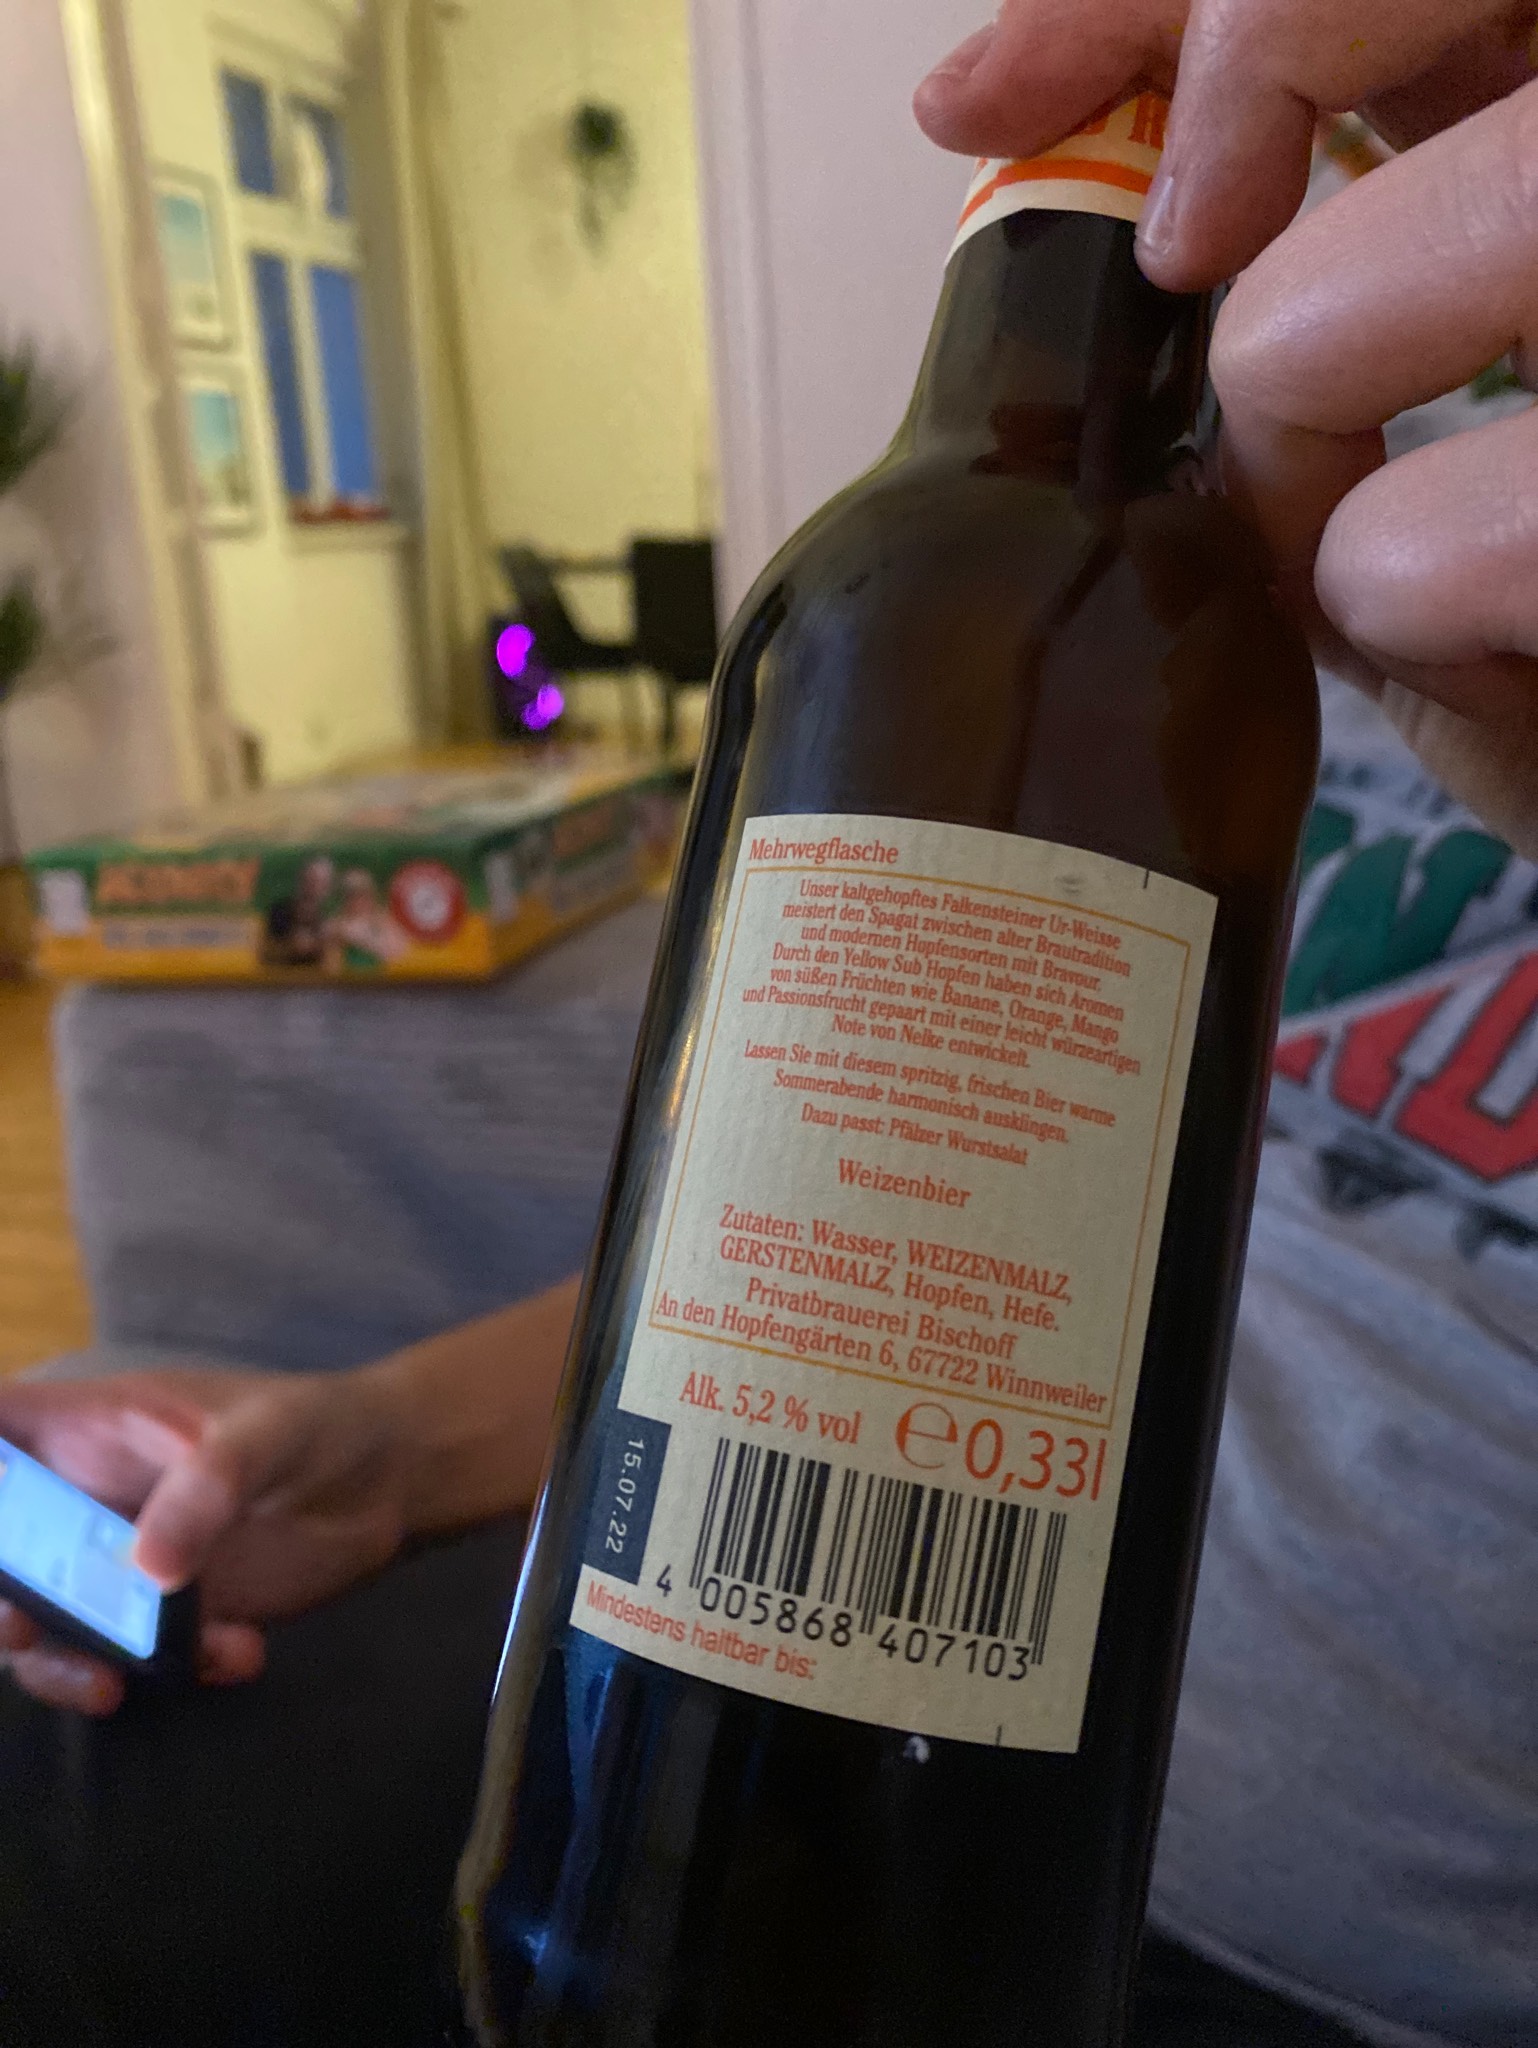 Mehrwegflasche
Unser kaltgehopftes Falkensteiner Ur-Weisse
meistert den Spagat zwischen alter Brautradition
und modernen Hopfensorten mit Bravour.
Durch den Yellow Sub Hopfen haben sich Aromen
von süßen Früchten wie Banane, Orange, Mango
und Passionsfrucht gepaart mit einer leicht würzeartigen
Note von Nelke entwickelt.
Lassen Sie mit diesem spritzig, frischen Bier warme
Sommerabende harmonisch ausklingen.
Dazu passt: Pfälzer Wurstsalat
Weizenbier
Zutaten: Wasser, WEIZENMALZ,
GERSTENMALZ, Hopfen, Hefe.
Privatbrauerei Bischoff
An den Hopfengärten 6, 67722 Winnweiler
Alk. 5,2 % vol ℮ 0,33l
15.07.22
4 005868 407103
Mindestens haltbar bis: